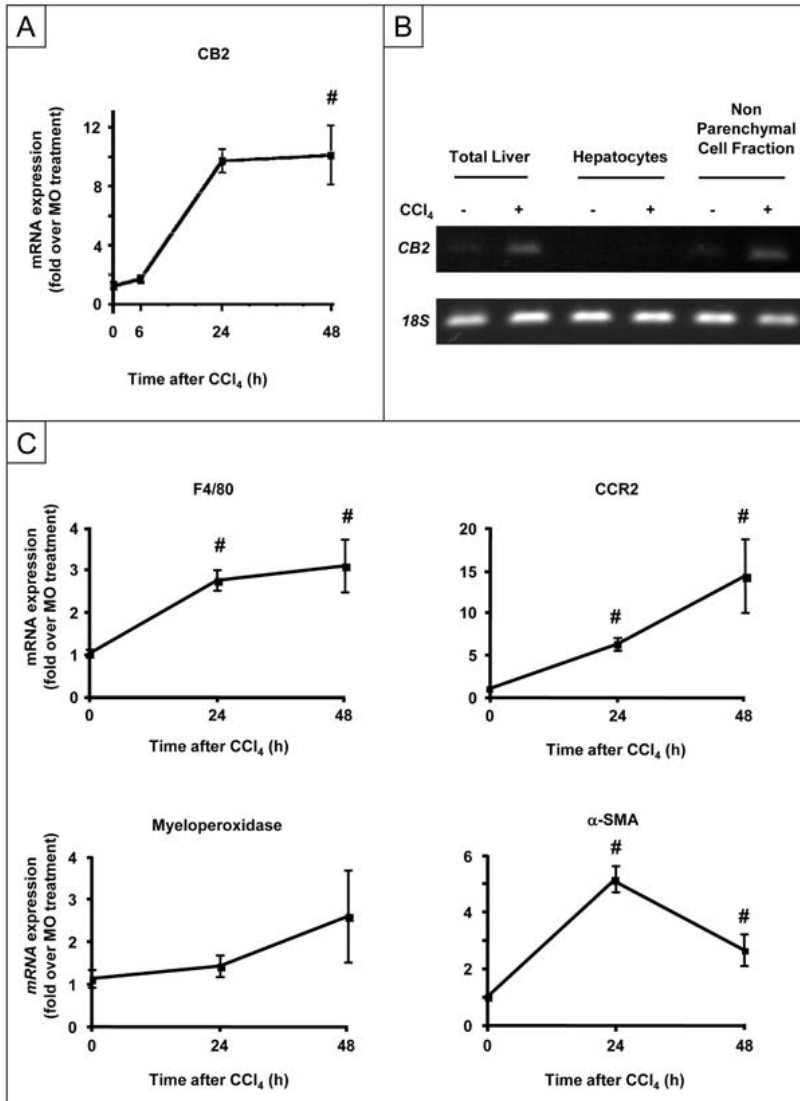 A
CB2
mRNA expression
(fold over MO treatment)
#
12
8
4
0
0 6 24 48
Time after CCl₄ (h)
B
Total Liver
Hepatocytes
Non
Parenchymal
Cell Fraction
CCl₄ - + - + - +
CB2
18S
C
F4/80
mRNA expression
(fold over MO treatment)
# #
4
3
2
1
0
0 24 48
Time after CCl₄ (h)
CCR2
# #
20
15
10
5
0
0 24 48
Time after CCl₄ (h)
Myeloperoxidase
mRNA expression
(fold over MO treatment)
4
3
2
1
0
0 24 48
Time after CCl₄ (h)
α-SMA
# #
6
4
2
0
0 24 48
Time after CCl₄ (h)